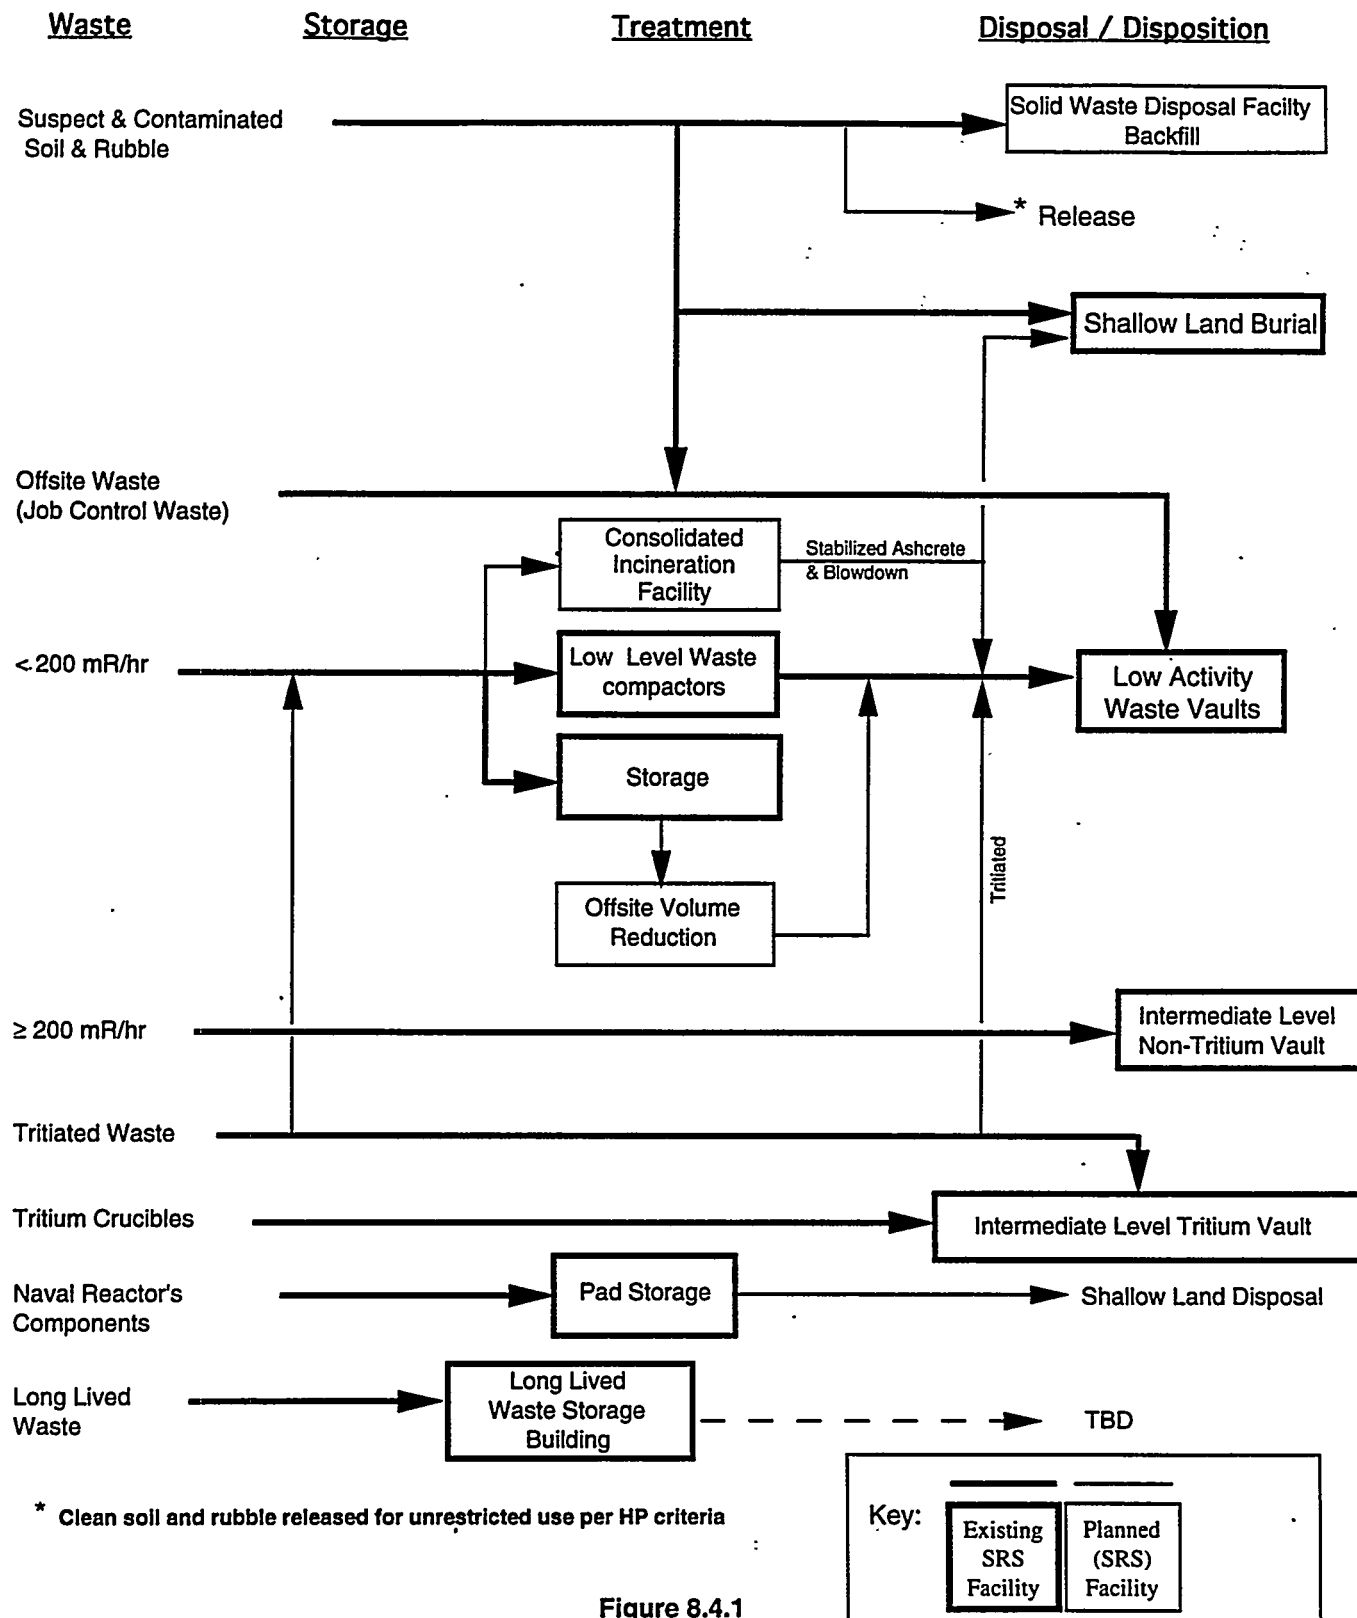 Waste Storage Treatment Disposal / Disposition
Suspect & Contaminated
Soil & Rubble
Solid Waste Disposal Facilty
Backfill
* Release
Shallow Land Burial
Offsite Waste
(Job Control Waste)
Consolidated
Incineration
Facility
Stabilized Ashcrete
& Blowdown
< 200 mR/hr
Low Level Waste
compactors
Low Activity
Waste Vaults
Storage
Tritiated
Offsite Volume
Reduction
≥ 200 mR/hr
Intermediate Level
Non-Tritium Vault
Tritiated Waste
Tritium Crucibles
Intermediate Level Tritium Vault
Naval Reactor's
Components
Pad Storage
Shallow Land Disposal
Long Lived
Waste
Long Lived
Waste Storage
Building
TBD
* Clean soil and rubble released for unrestricted use per HP criteria
Key:
Existing
SRS
Facility
Planned
(SRS)
Facility
Figure 8.4.1